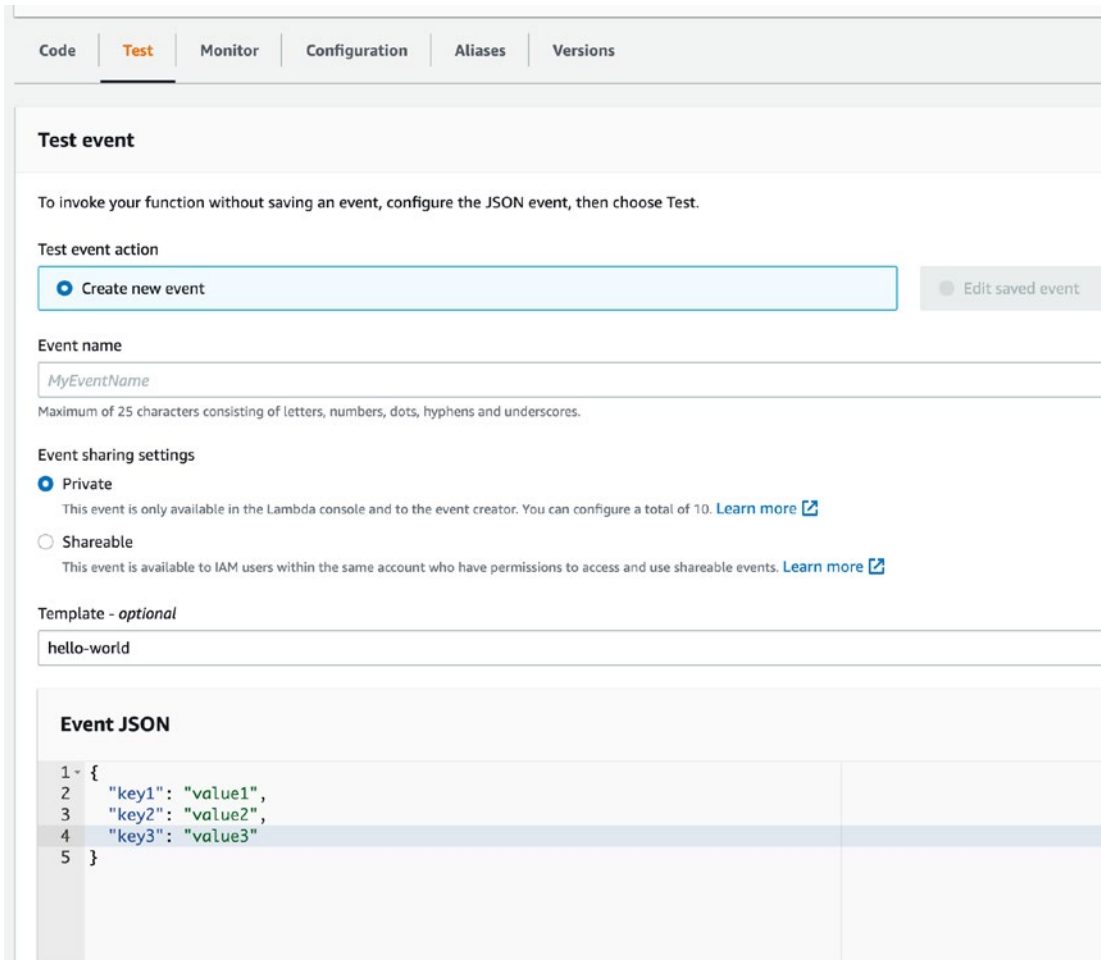 Code Test Monitor Configuration Aliases Versions
Test event
To invoke your function without saving an event, configure the JSON event, then choose Test.
Test event action
Create new event Edit saved event
Event name
MyEventName
Maximum of 25 characters consisting of letters, numbers, dots, hyphens and underscores.
Event sharing settings
Private
This event is only available in the Lambda console and to the event creator. You can configure a total of 10. Learn more
Shareable
This event is available to IAM users within the same account who have permissions to access and use shareable events. Learn more
Template - optional
hello-world
Event JSON
1 {
2 "key1": "value1",
3 "key2": "value2",
4 "key3": "value3"
5 }